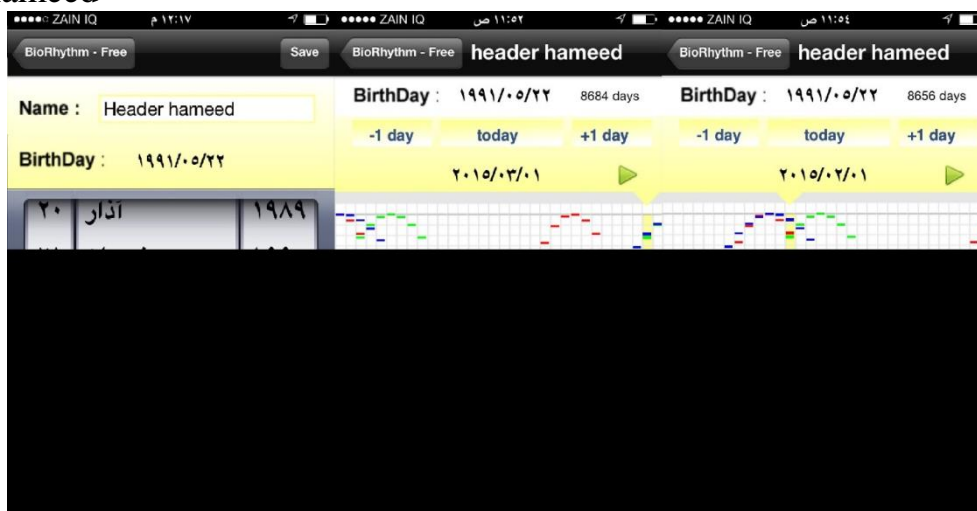 hameed
ZAIN IQ
١٢:١٧ م
BioRhythm - Free
Save
Name : Header hameed
BirthDay : ١٩٩١/٠٥/٢٢
٢٠ آذار ١٩٨٩
ZAIN IQ
١١:٥٢ ص
BioRhythm - Free
header hameed
BirthDay : ١٩٩١/٠٥/٢٢ 8684 days
-1 day today +1 day
٢٠١٥/٠٣/٠١
ZAIN IQ
١١:٥٤ ص
BioRhythm - Free
header hameed
BirthDay : ١٩٩١/٠٥/٢٢ 8656 days
-1 day today +1 day
٢٠١٥/٠٢/٠١